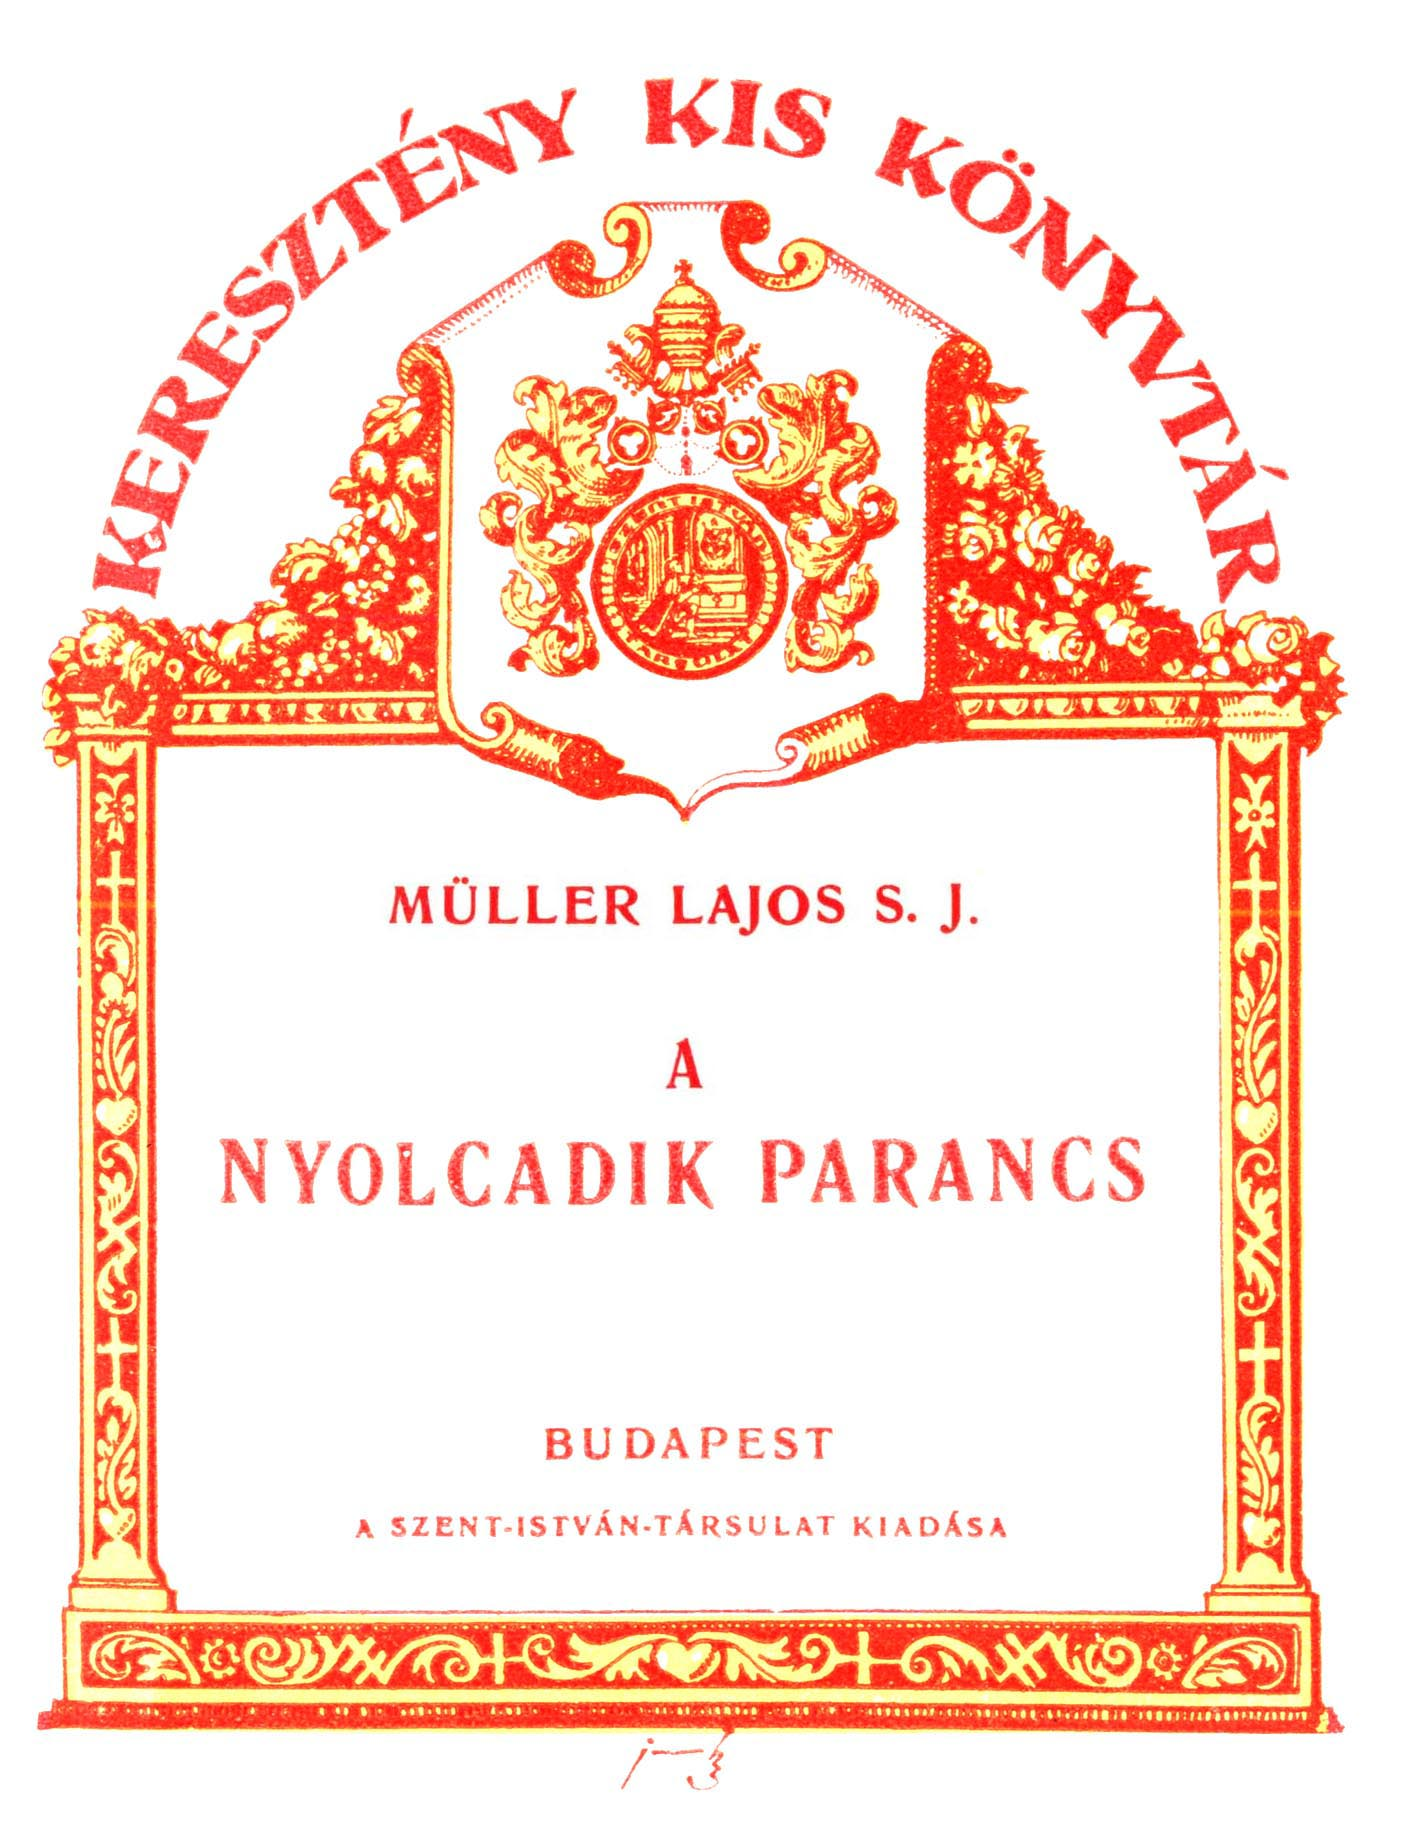 KERESZTÉNY KIS KÖNYVTÁR
MÜLLER LAJOS S. J.
A
NYOLCADIK PARANCS
BUDAPEST
A SZENT-ISTVÁN-TÁRSULAT KIADÁSA